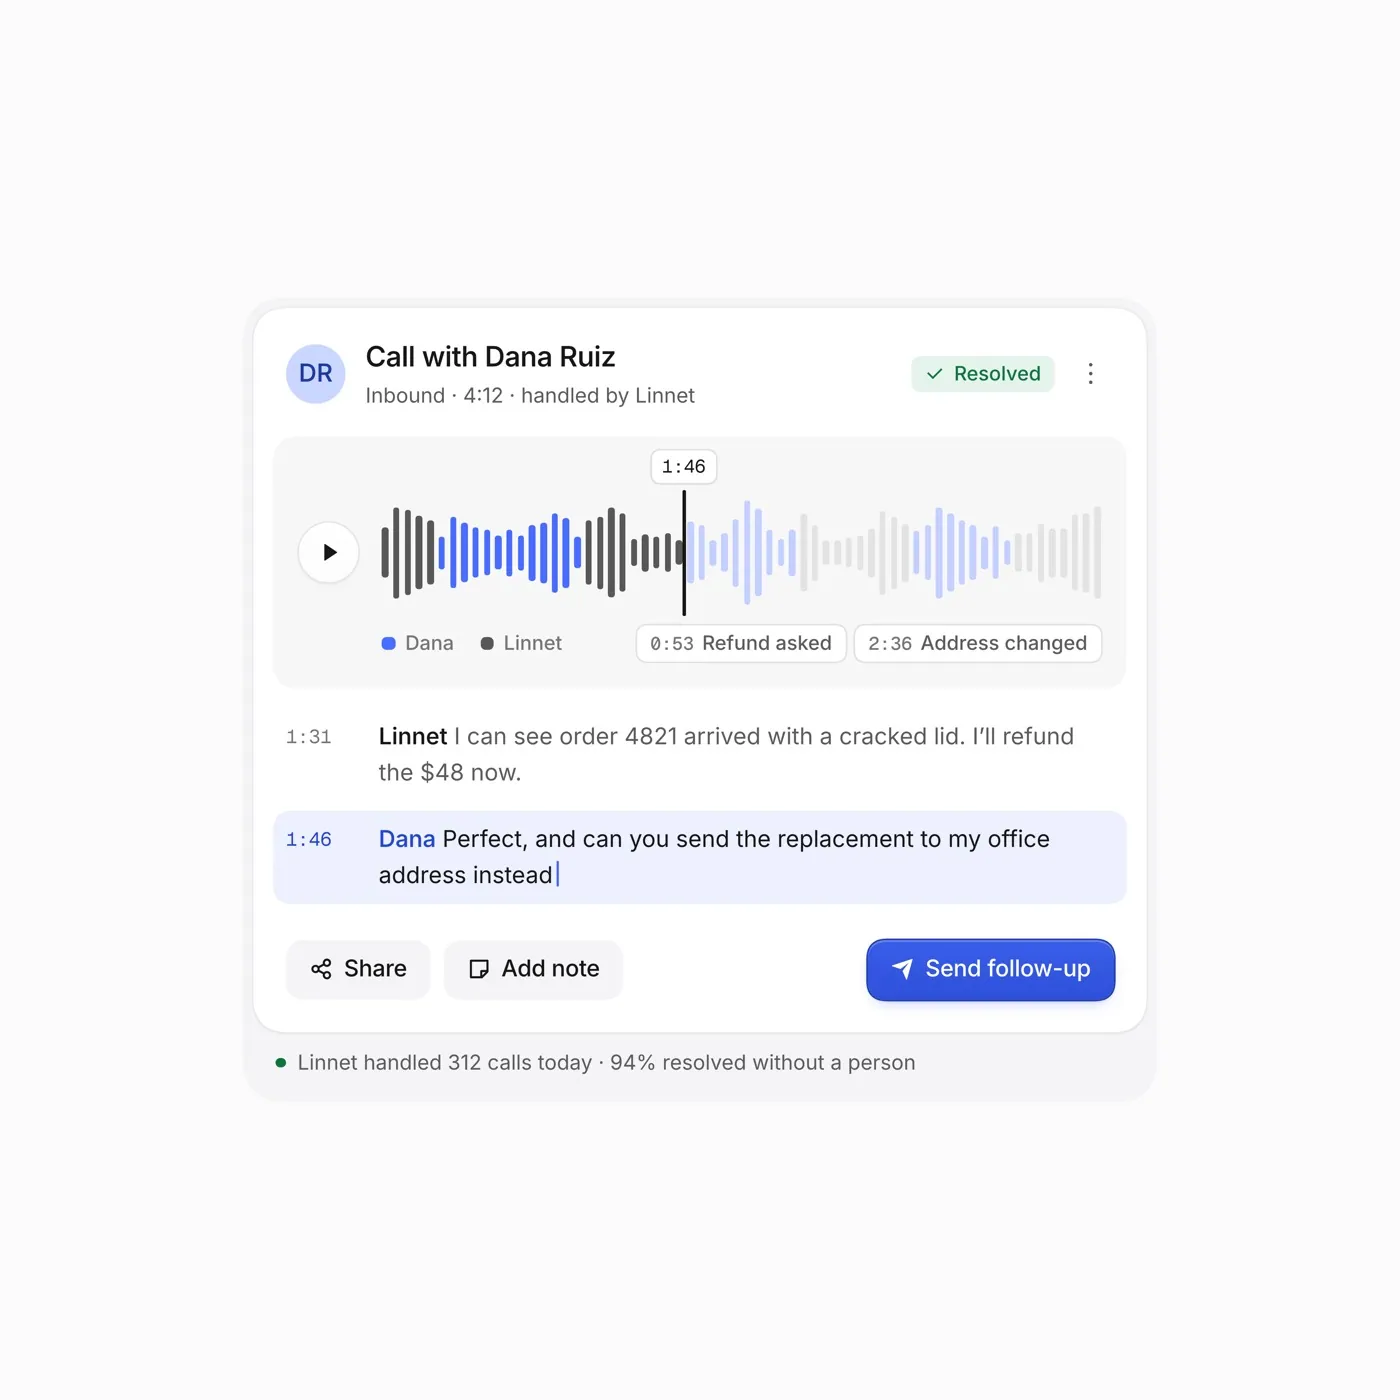 DR
Call with Dana Ruiz
Inbound · 4:12 · handled by Linnet
Resolved
1:46
Dana
Linnet
0:53 Refund asked
2:36 Address changed
1:31
Linnet I can see order 4821 arrived with a cracked lid. I’ll refund
the $48 now.
1:46
Dana Perfect, and can you send the replacement to my office
address instead
Share
Add note
Send follow-up
Linnet handled 312 calls today · 94% resolved without a person